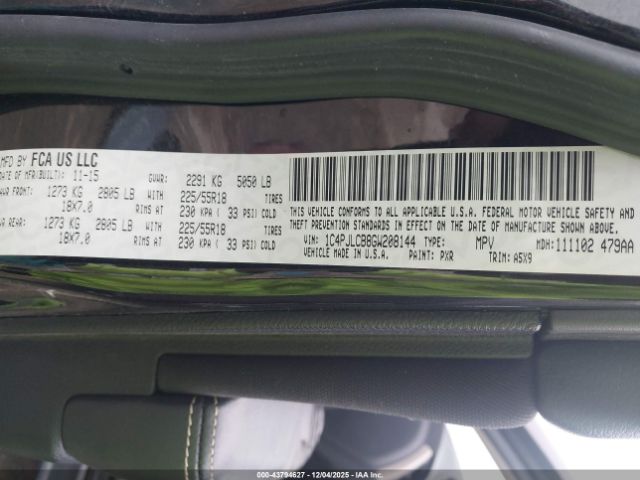 MFD BY FCA US LLC
DATE OF MFR(BUILT): 11-15 GVWR: 2291 KG 5050 LB
AVR FRONT: 1273 KG 2805 LB WITH 225/55R18 TIRES
18X7.0 RIMS AT 230 KPA ( 33 PSI) COLD
AVR REAR: 1273 KG 2805 LB WITH 225/55R18 TIRES
18X7.0 RIMS AT 230 KPA ( 33 PSI) COLD
THIS VEHICLE CONFORMS TO ALL APPLICABLE U.S.A. FEDERAL MOTOR VEHICLE SAFETY AND
THEFT PREVENTION STANDARDS IN EFFECT ON THE DATE OF MANUFACTURE SHOWN ABOVE.
VIN: 1C4PJLCB8GW208144 TYPE: MPV MDH: 111102 479AA
VEHICLE MADE IN U.S.A. PAINT: PXR TRIM: A5X9
000-43794627 12/04/2025 IAAI.COM